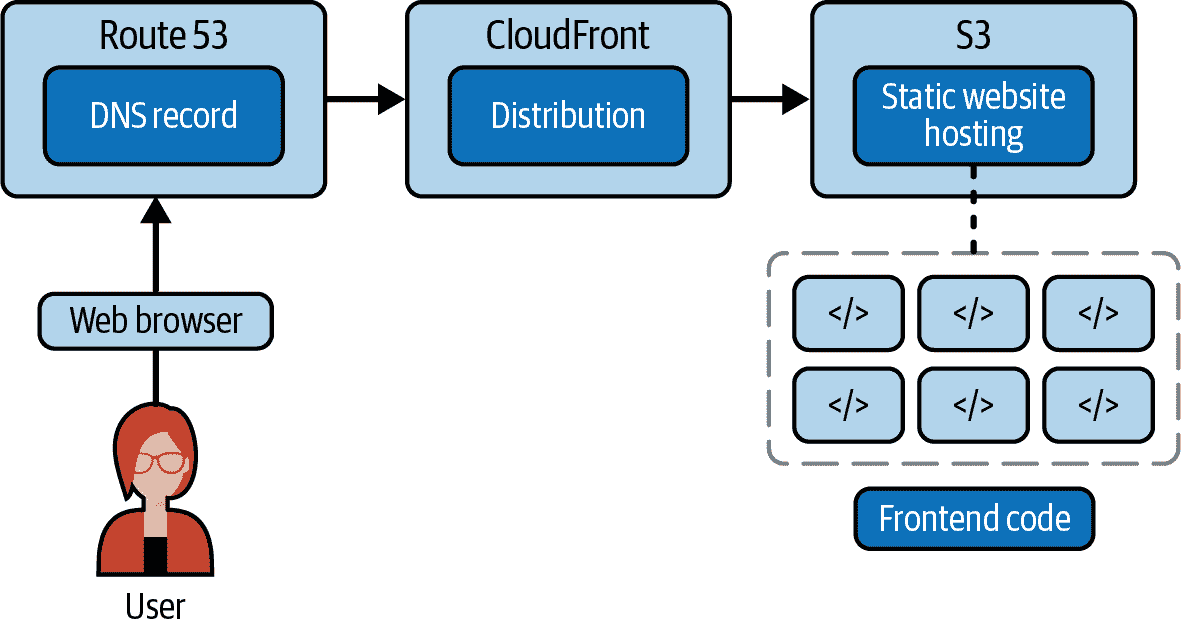 Route 53
DNS record
CloudFront
Distribution
S3
Static website
hosting
Web browser
</>
</>
</>
</>
</>
</>
Frontend code
User